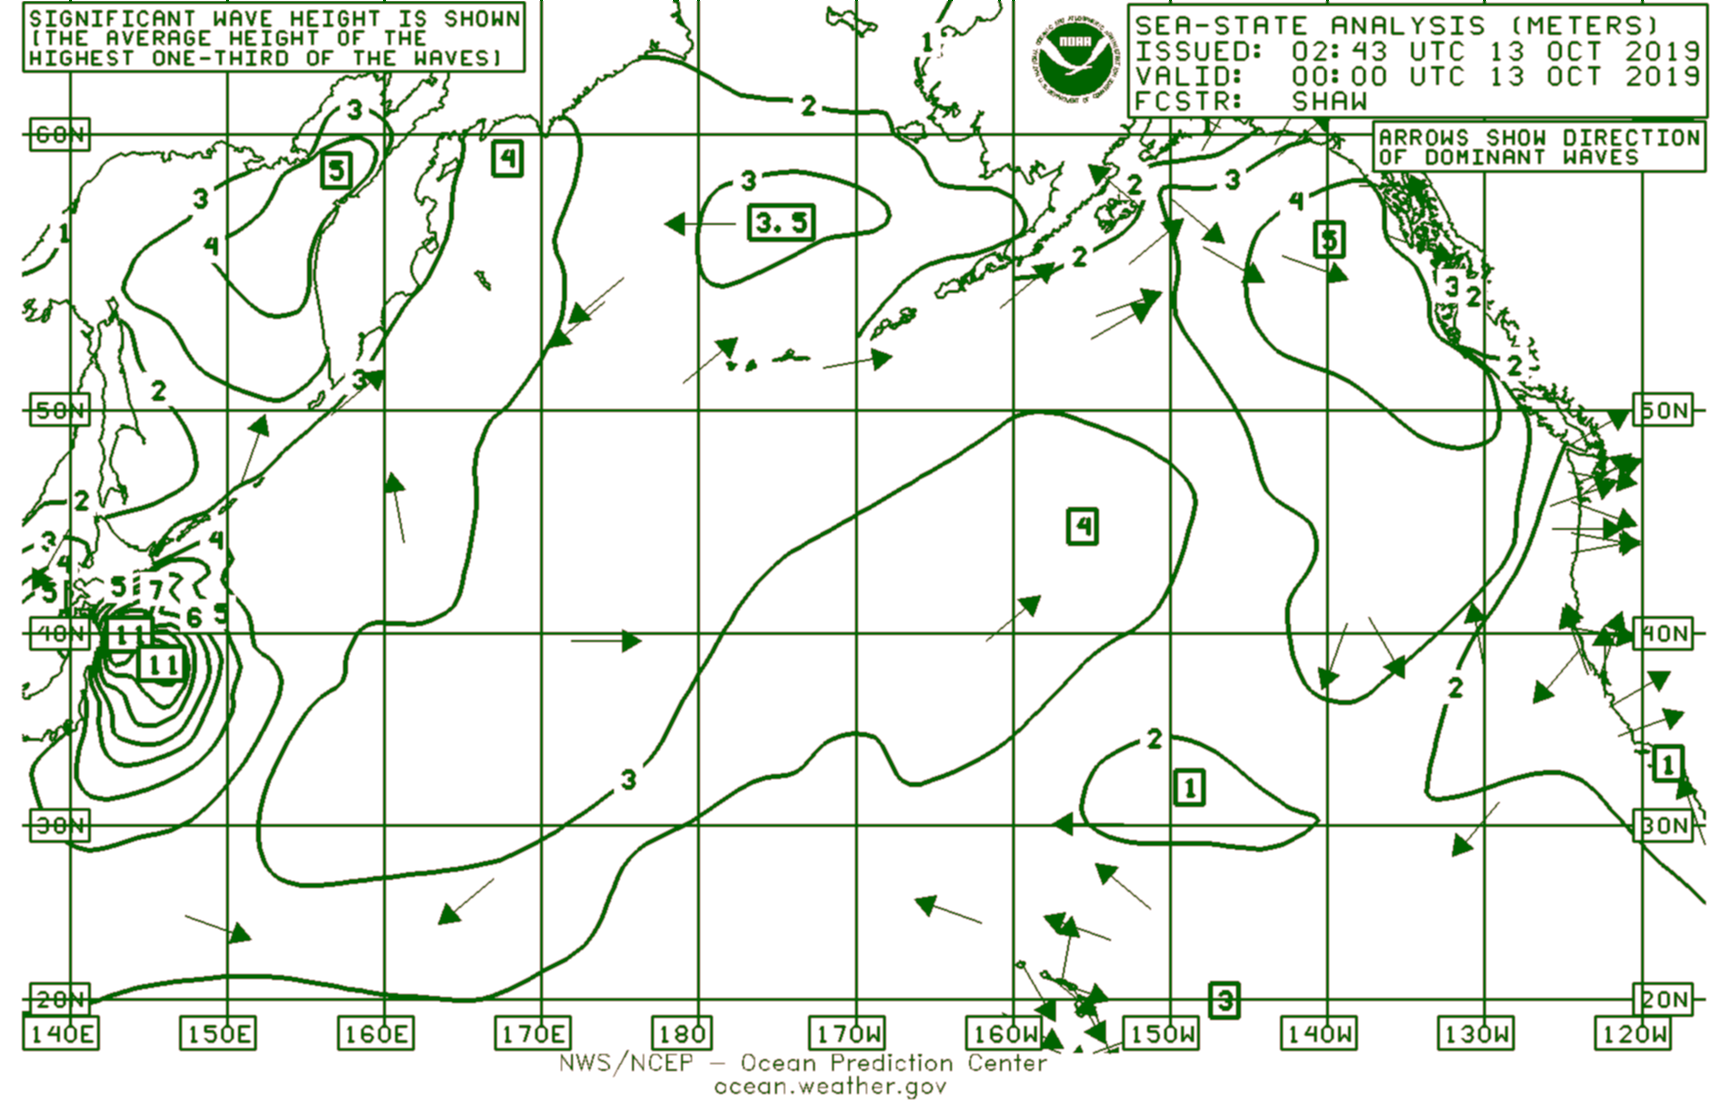 SIGNIFICANT WAVE HEIGHT IS SHOWN
(THE AVERAGE HEIGHT OF THE
HIGHEST ONE-THIRD OF THE WAVES)
NOAA
SEA-STATE ANALYSIS (METERS)
ISSUED: 02:43 UTC 13 OCT 2019
VALID: 00:00 UTC 13 OCT 2019
FCSTR: SHAW
ARROWS SHOW DIRECTION
OF DOMINANT WAVES
1
3
2
60N
5
4
3
3
2
3
4
3
3.5
1
4
2
5
3
2
2
3
2
50N
50N
2
4
3
4
4
5
5
7
6
5
11
40N
40N
11
2
2
3
1
1
30N
30N
20N
3
20N
140E 150E 160E 170E 180 170W 160W 150W 140W 130W 120W
NWS/NCEP – Ocean Prediction Center
ocean.weather.gov